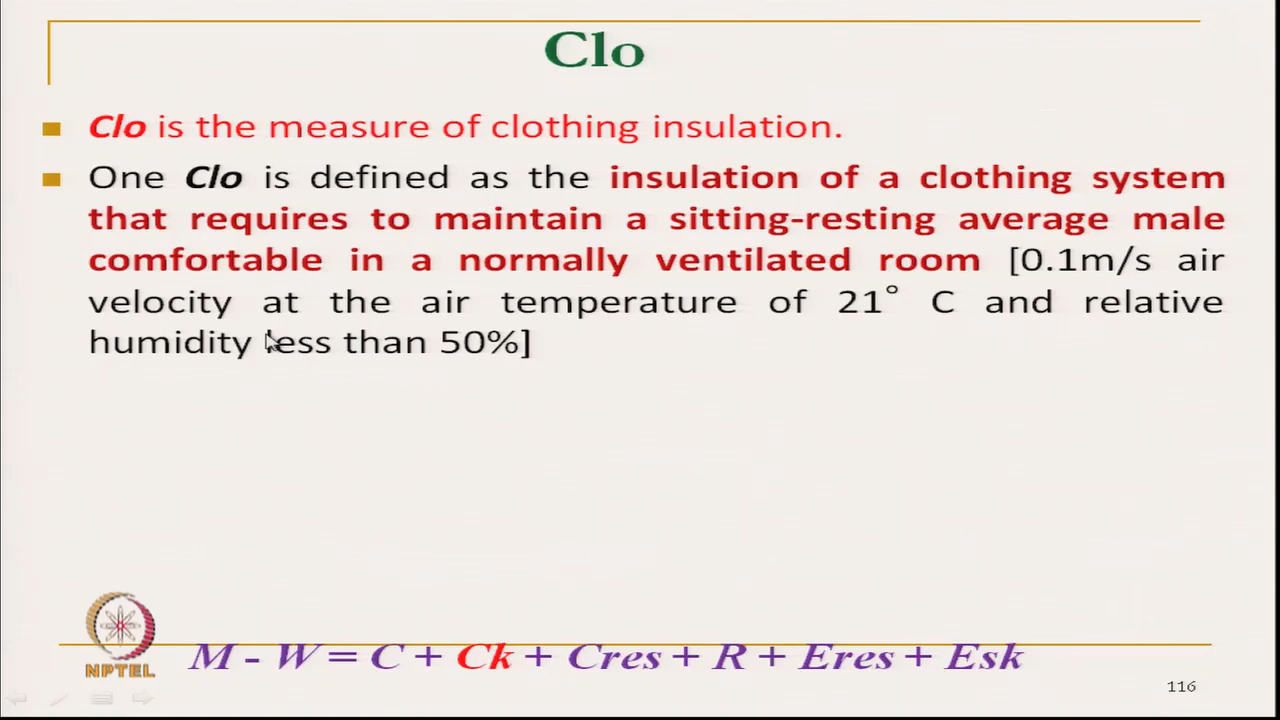 Clo
Clo is the measure of clothing insulation.
One Clo is defined as the insulation of a clothing system
that requires to maintain a sitting-resting average male
comfortable in a normally ventilated room [0.1m/s air
velocity at the air temperature of 21° C and relative
humidity less than 50%]
NPTEL
M - W = C + Ck + Cres + R + Eres + Esk
116